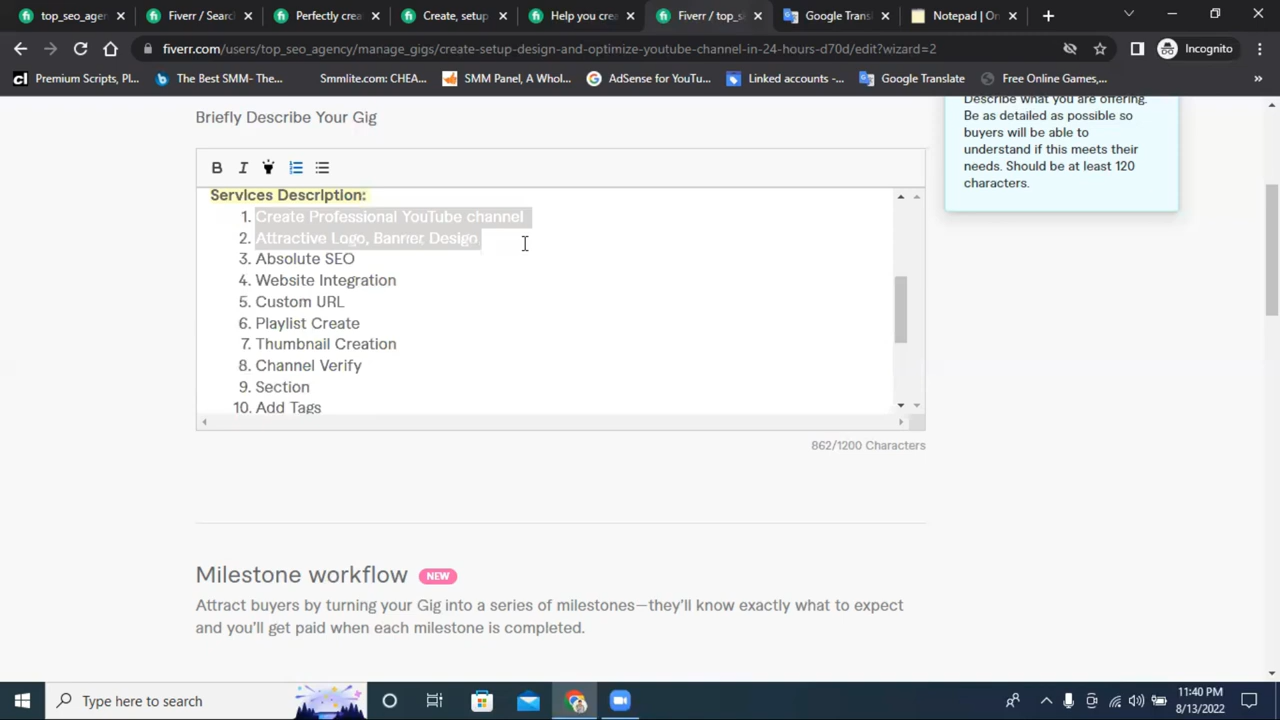 top_seo_agen
Fiverr / Searc
Perfectly crea
Create, setup
Help you crea
Fiverr / top_s
Google Transl
Notepad | On
fiverr.com/users/top_seo_agency/manage_gigs/create-setup-design-and-optimize-youtube-channel-in-24-hours-d70d/edit?wizard=2
Incognito
Premium Scripts, Pl...
The Best SMM- The...
Smmlite.com: CHEA...
SMM Panel, A Whol...
AdSense for YouTu...
Linked accounts -...
Google Translate
Free Online Games,...
Briefly Describe Your Gig
Describe what you are offering.
Be as detailed as possible so
buyers will be able to
understand if this meets their
needs. Should be at least 120
characters.
B I
Services Description:
1. Create Professional YouTube channel
2. Attractive Logo, Banner Design
3. Absolute SEO
4. Website Integration
5. Custom URL
6. Playlist Create
7. Thumbnail Creation
8. Channel Verify
9. Section
10. Add Tags
862/1200 Characters
Milestone workflow NEW
Attract buyers by turning your Gig into a series of milestones—they'll know exactly what to expect
and you'll get paid when each milestone is completed.
Type here to search
11:40 PM
8/13/2022